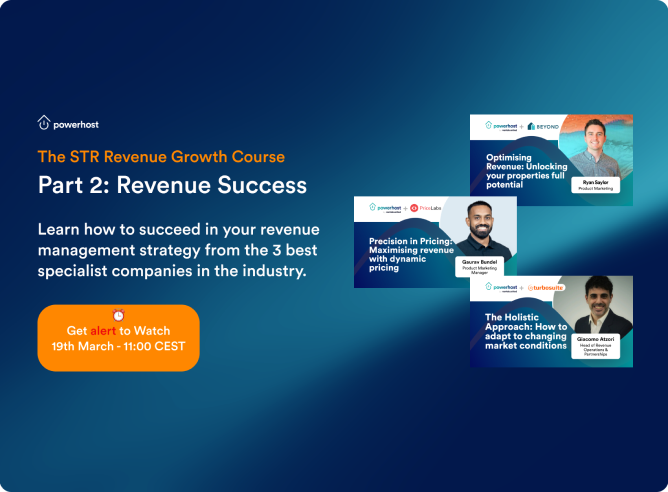 powerhost
The STR Revenue Growth Course
Part 2: Revenue Success
Learn how to succeed in your revenue
management strategy from the 3 best
specialist companies in the industry.
Get alert to Watch
19th March - 11:00 CEST
powerhost + BEYOND
Optimising
Revenue: Unlocking
your properties full
potential
Ryan Saylor
Product Marketing
powerhost + PriceLabs
Precision in Pricing:
Maximising revenue
with dynamic
pricing
Gaurav Bundel
Product Marketing
Manager
powerhost + turbosuite
The Holistic
Approach: How to
adapt to changing
market conditions
Giacomo Atzori
Head of Revenue
Operations &
Partnerships